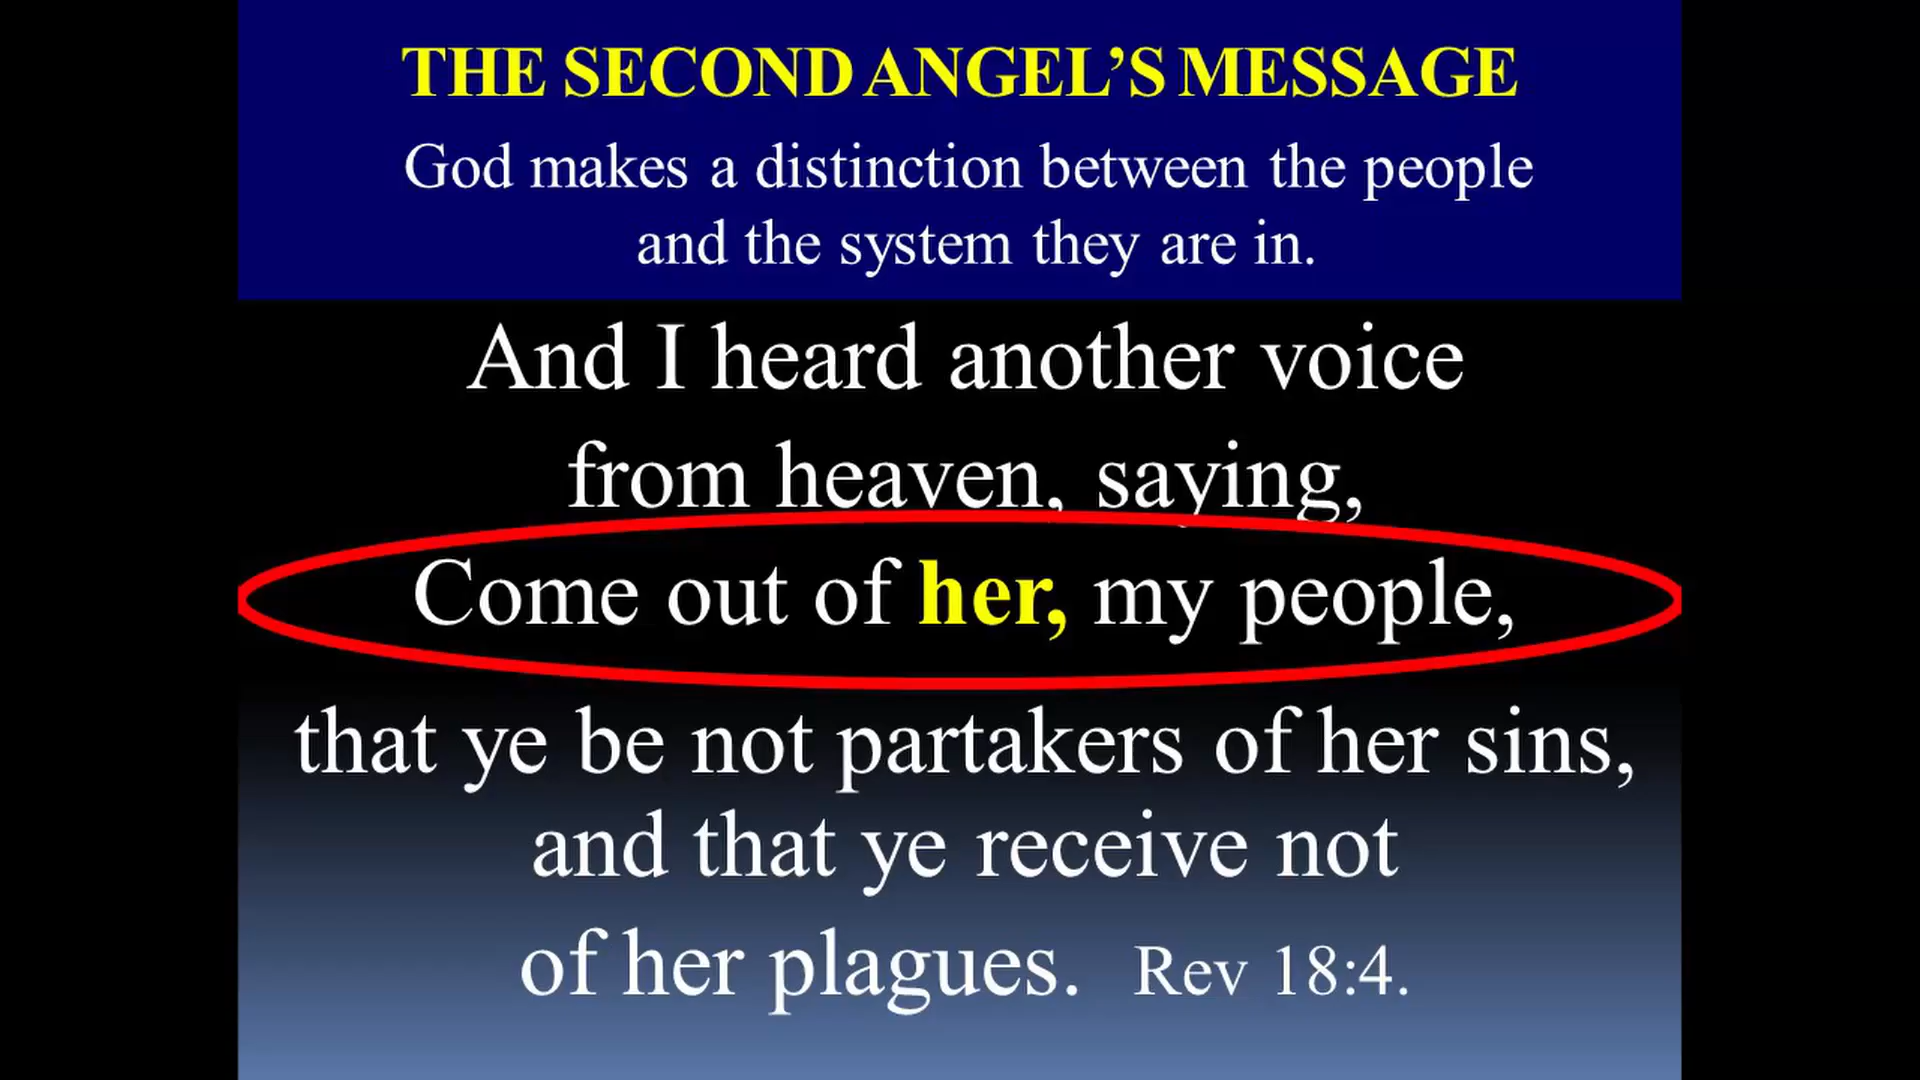 THE SECOND ANGEL’S MESSAGE
God makes a distinction between the people
and the system they are in.
And I heard another voice
from heaven, saying,
Come out of her, my people,
that ye be not partakers of her sins,
and that ye receive not
of her plagues. Rev 18:4.